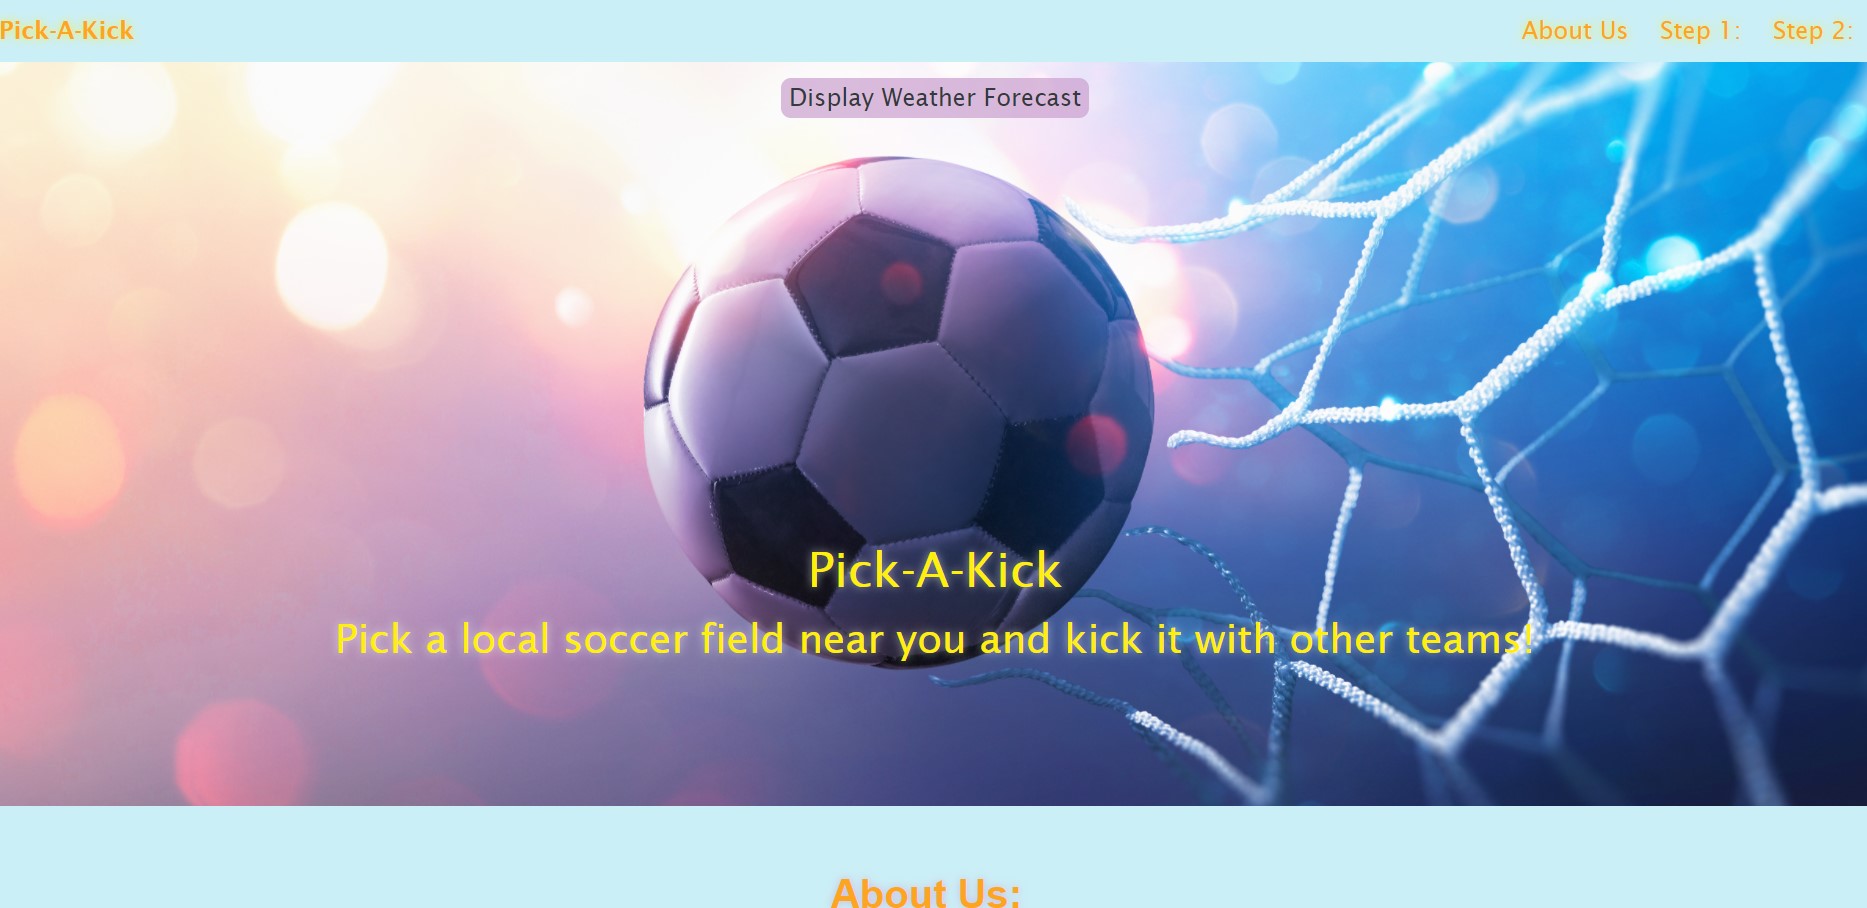 Pick-A-Kick
About Us Step 1: Step 2:
Display Weather Forecast
Pick-A-Kick
Pick a local soccer field near you and kick it with other teams!
About Us: